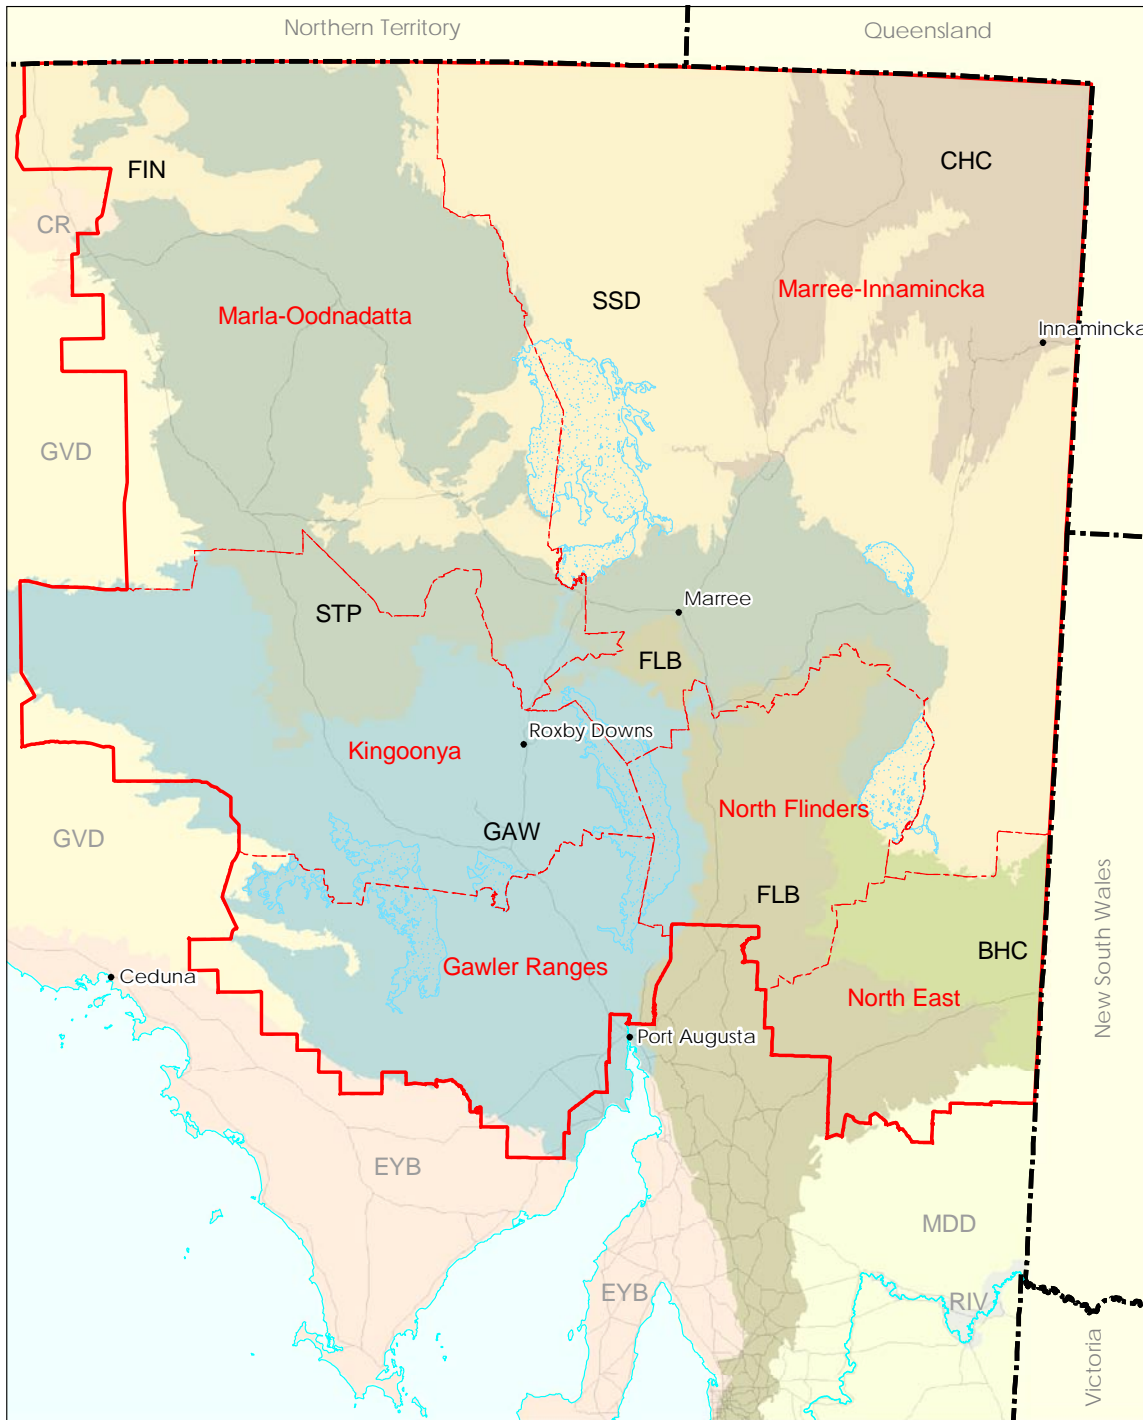 Northern Territory
Queensland
FIN
CHC
CR
SSD
Marree-Innamincka
Marla-Oodnadatta
Innamincka
GVD
Marree
STP
FLB
Roxby Downs
Kingoonya
North Flinders
GAW
GVD
FLB
New South Wales
BHC
Gawler Ranges
Ceduna
North East
Port Augusta
EYB
MDD
EYB
RIV
Victoria